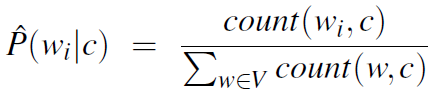 P̂(wᵢ|c) = count(wᵢ, c) / ∑_{w∈V} count(w, c)